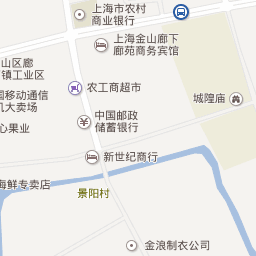 上海市农村
商业银行
上海金山廊下
廊苑商务宾馆
山区廊
镇工业区
农工商超市
国移动通信
机大卖场
城隍庙
中国邮政
储蓄银行
心果业
新世纪商行
海鲜专卖店
景阳村
金浪制衣公司